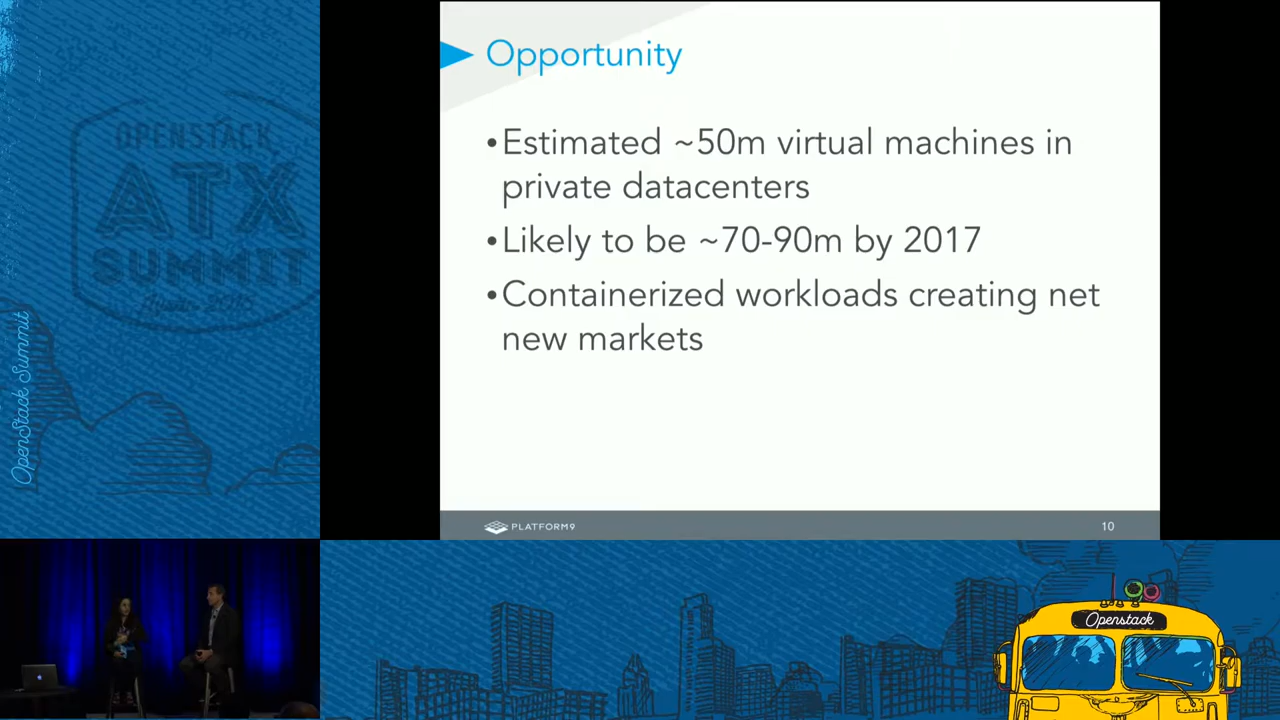 Opportunity
•Estimated ~50m virtual machines in
private datacenters
•Likely to be ~70-90m by 2017
•Containerized workloads creating net
new markets
PLATFORM9
10
OPENSTACK
ATX
SUMMIT
OpenStack Summit
Openstack